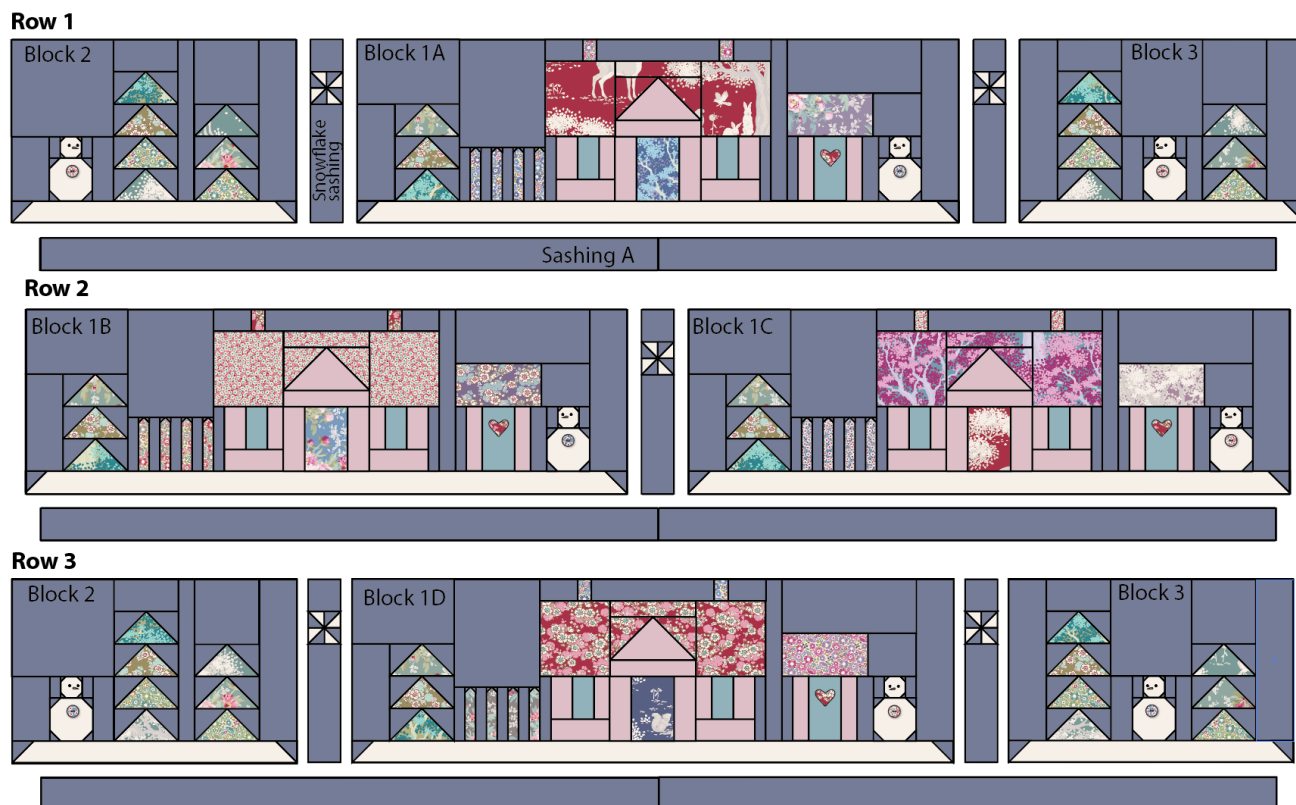 Row 1
Block 2
Block 1A
Block 3
Snowflake
sashing
Sashing A
Row 2
Block 1B
Block 1C
Row 3
Block 2
Block 1D
Block 3